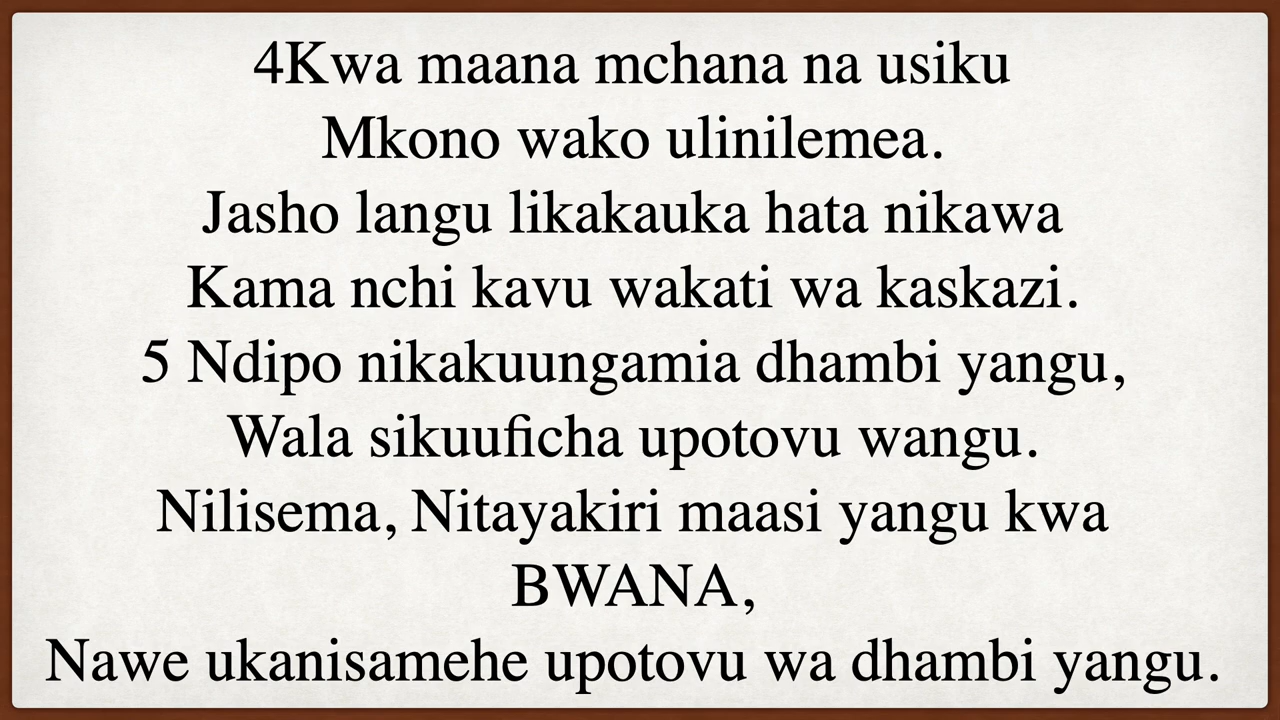 4Kwa maana mchana na usiku
Mkono wako ulinilemea.
Jasho langu likakauka hata nikawa
Kama nchi kavu wakati wa kaskazi.
5 Ndipo nikakuungamia dhambi yangu,
Wala sikuuficha upotovu wangu.
Nilisema, Nitayakiri maasi yangu kwa
BWANA,
Nawe ukanisamehe upotovu wa dhambi yangu.